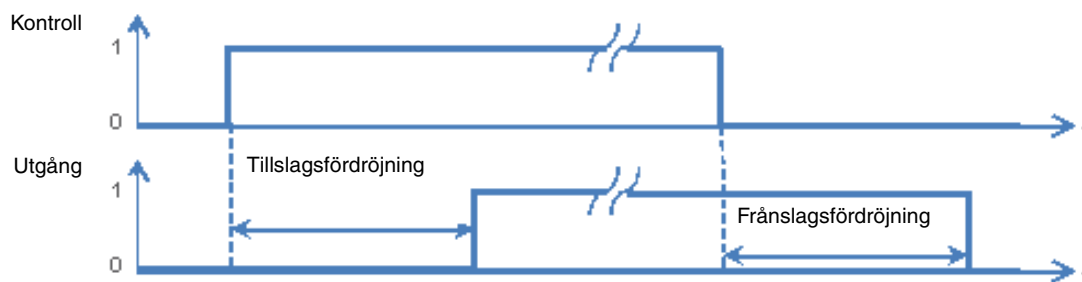 Kontroll
1
0
Utgång
Tillslagsfördröjning
1
Frånslagsfördröjning
0